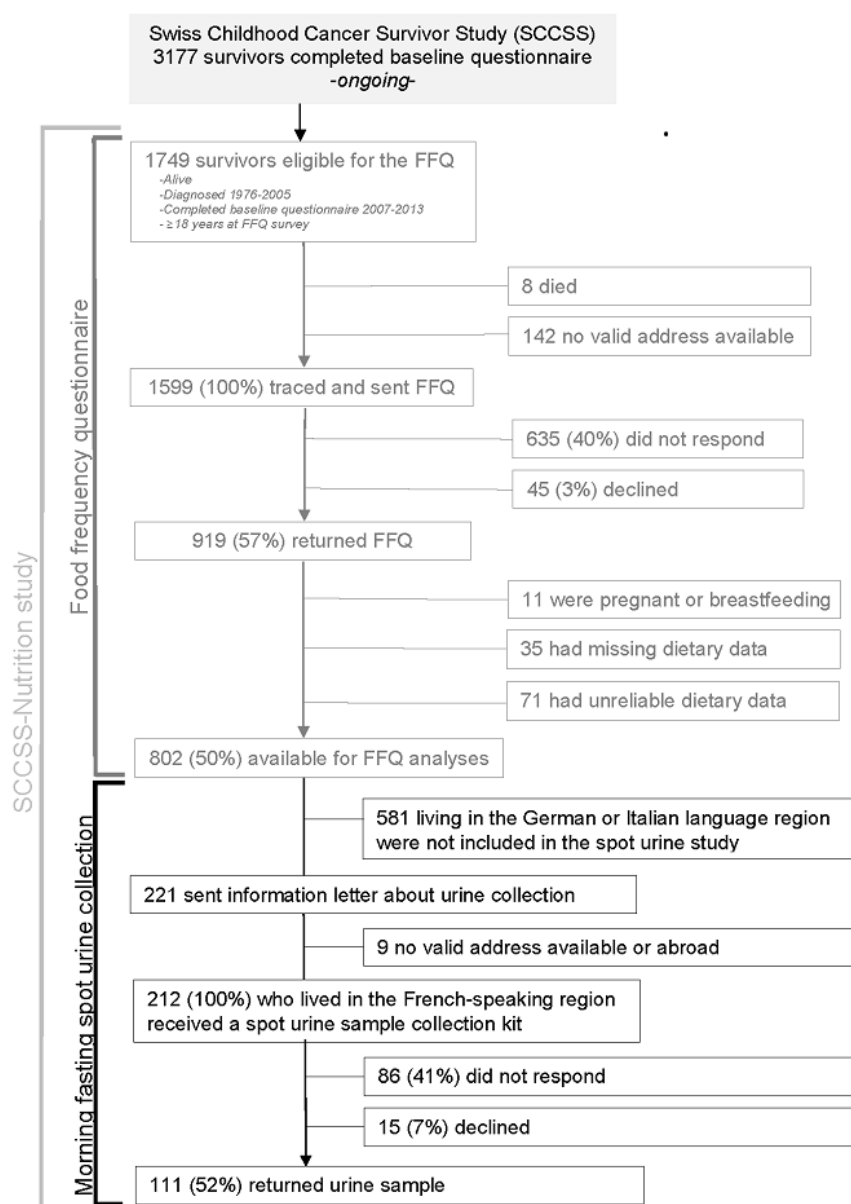 Swiss Childhood Cancer Survivor Study (SCCSS)
3177 survivors completed baseline questionnaire
-ongoing-
1749 survivors eligible for the FFQ
-Alive
-Diagnosed 1976-2005
-Completed baseline questionnaire 2007-2013
- ≥18 years at FFQ survey
8 died
142 no valid address available
1599 (100%) traced and sent FFQ
635 (40%) did not respond
45 (3%) declined
919 (57%) returned FFQ
11 were pregnant or breastfeeding
35 had missing dietary data
71 had unreliable dietary data
802 (50%) available for FFQ analyses
581 living in the German or Italian language region
were not included in the spot urine study
221 sent information letter about urine collection
9 no valid address available or abroad
212 (100%) who lived in the French-speaking region
received a spot urine sample collection kit
86 (41%) did not respond
15 (7%) declined
111 (52%) returned urine sample
SCCSS-Nutrition study
Food frequency questionnaire
Morning fasting spot urine collection